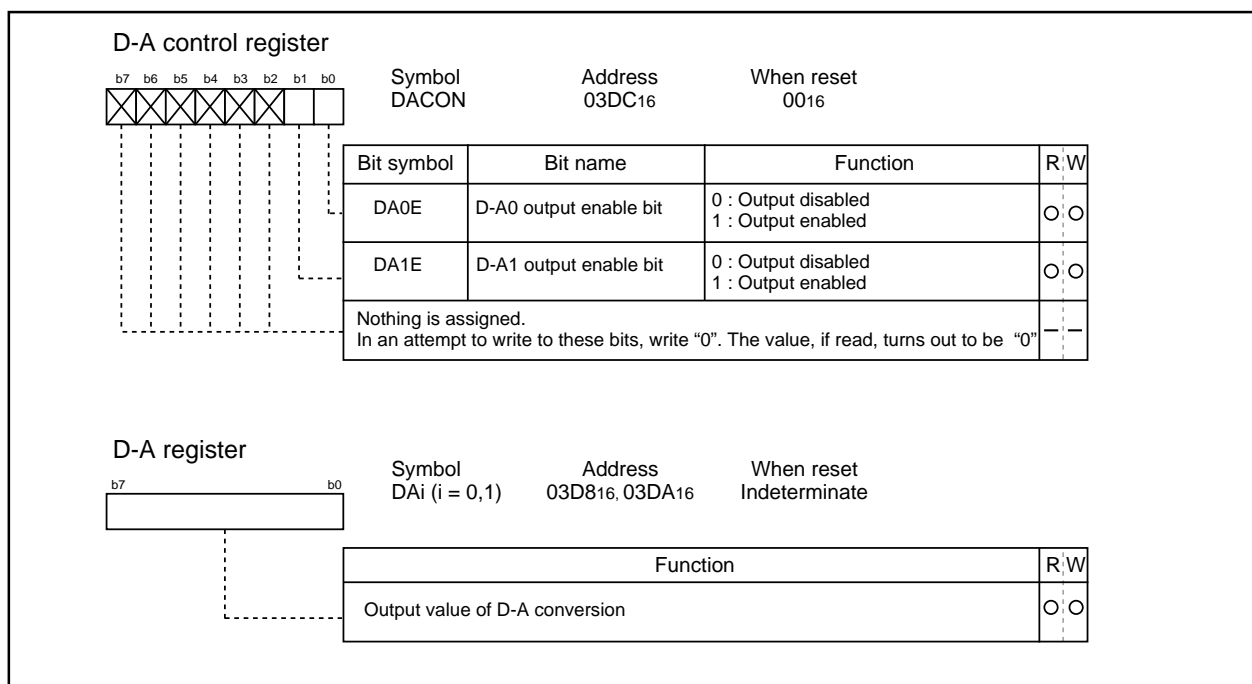 D-A control register
b7 b6 b5 b4 b3 b2 b1 b0
Symbol Address When reset
DACON 03DC16 0016
Bit symbol Bit name Function R W
DA0E D-A0 output enable bit 0 : Output disabled
1 : Output enabled
DA1E D-A1 output enable bit 0 : Output disabled
1 : Output enabled
Nothing is assigned.
In an attempt to write to these bits, write “0”. The value, if read, turns out to be “0”
D-A register
b7 b0
Symbol Address When reset
DAi (i = 0,1) 03D816, 03DA16 Indeterminate
Function R W
Output value of D-A conversion